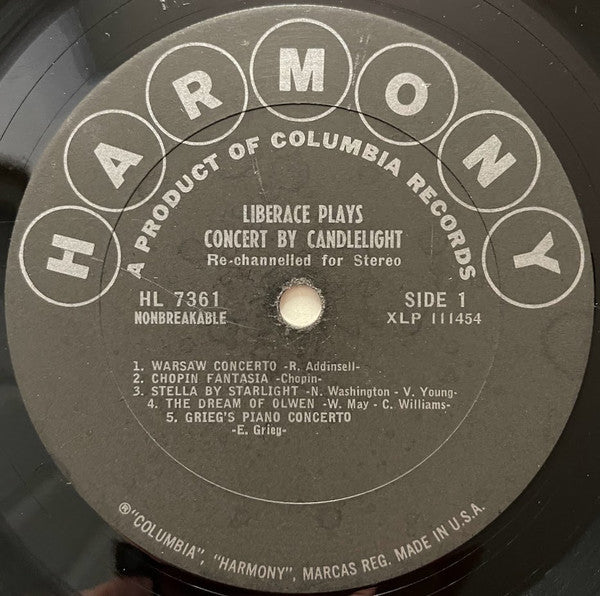 HARMONY
A PRODUCT OF COLUMBIA RECORDS
LIBERACE PLAYS
CONCERT BY CANDLELIGHT
Re-channelled for Stereo
HL 7361 SIDE 1
NONBREAKABLE XLP 111454
1. WARSAW CONCERTO -R. Addinsell-
2. CHOPIN FANTASIA -Chopin-
3. STELLA BY STARLIGHT -N. Washington - V. Young-
4. THE DREAM OF OLWEN -W. May - C. Williams-
5. GRIEG'S PIANO CONCERTO
-E. Grieg-
®"COLUMBIA", "HARMONY", MARCAS REG. MADE IN U.S.A.